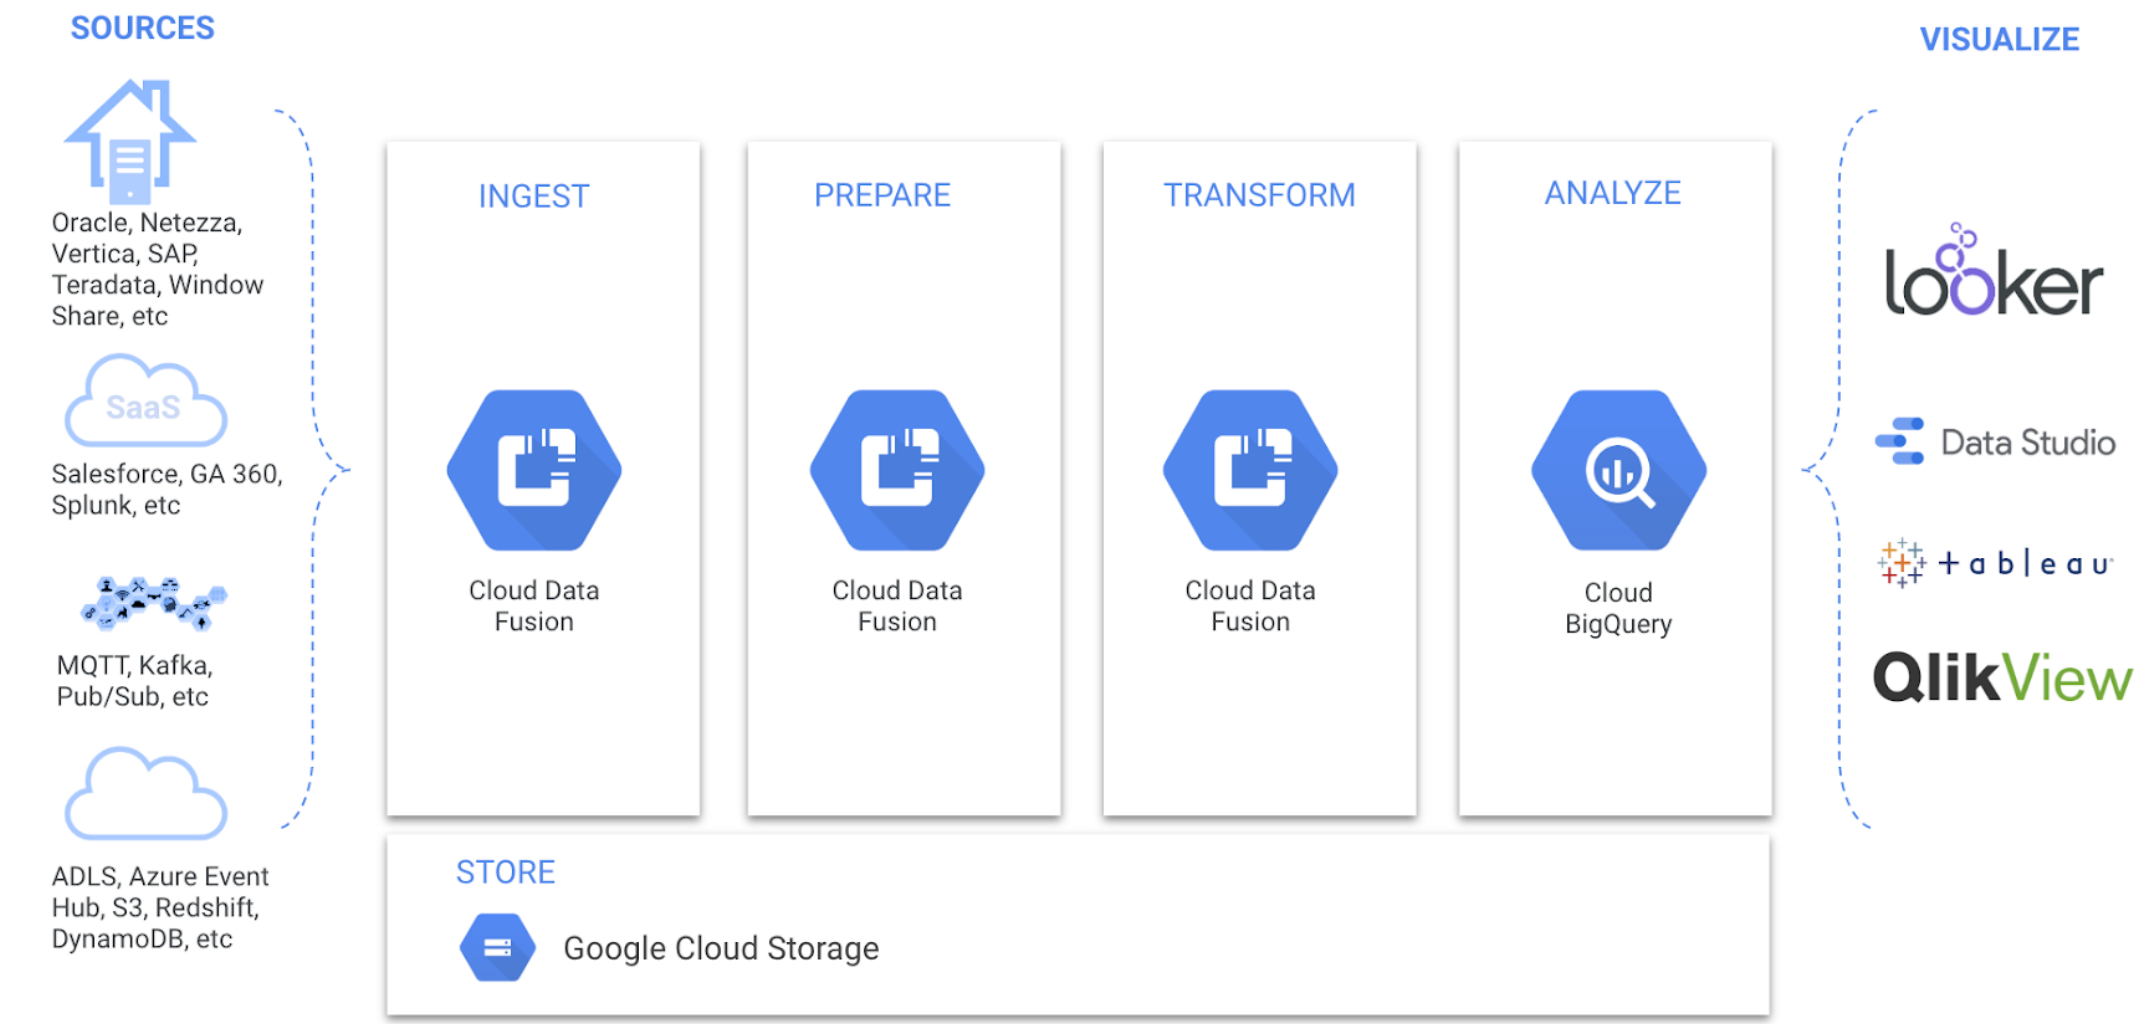 SOURCES
Oracle, Netezza,
Vertica, SAP,
Teradata, Window
Share, etc
SaaS
Salesforce, GA 360,
Splunk, etc
MQTT, Kafka,
Pub/Sub, etc
ADLS, Azure Event
Hub, S3, Redshift,
DynamoDB, etc
INGEST
Cloud Data
Fusion
PREPARE
Cloud Data
Fusion
TRANSFORM
Cloud Data
Fusion
ANALYZE
Cloud
BigQuery
STORE
Google Cloud Storage
VISUALIZE
looker
Data Studio
+ableau
QlikView